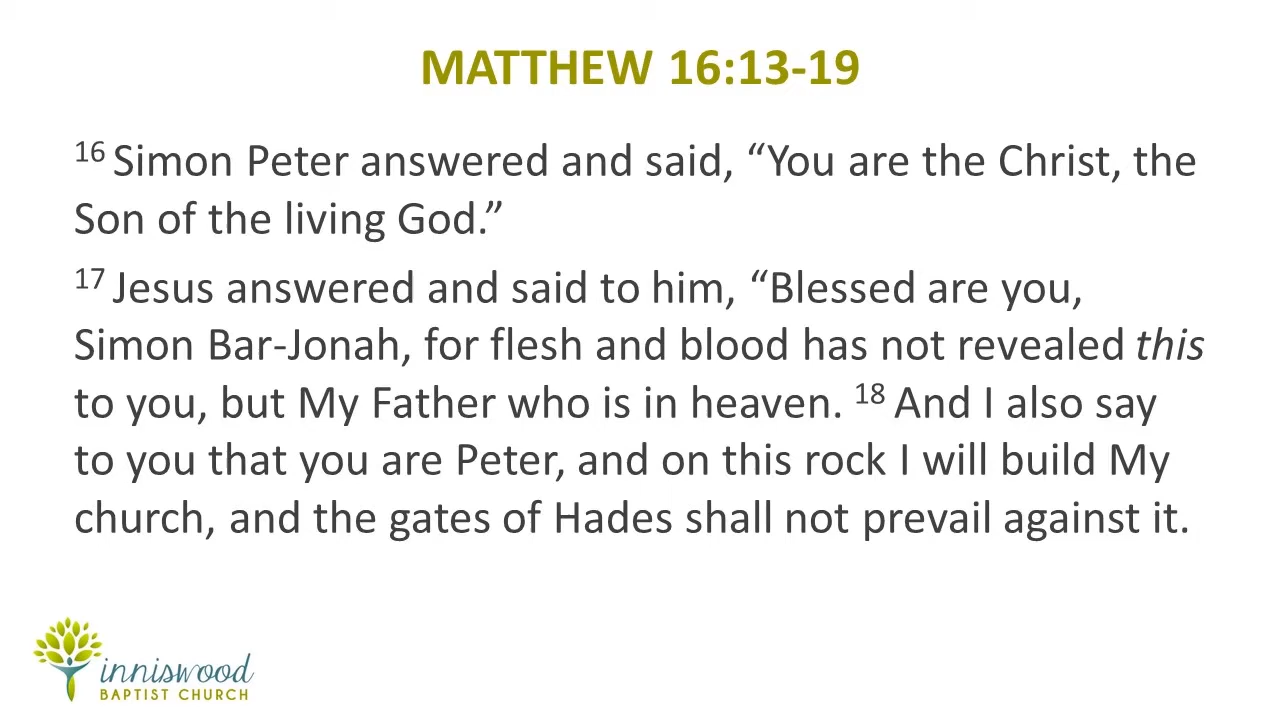 MATTHEW 16:13-19
16 Simon Peter answered and said, “You are the Christ, the
Son of the living God.”
17 Jesus answered and said to him, “Blessed are you,
Simon Bar-Jonah, for flesh and blood has not revealed this
to you, but My Father who is in heaven. 18 And I also say
to you that you are Peter, and on this rock I will build My
church, and the gates of Hades shall not prevail against it.
inniswood
BAPTIST CHURCH